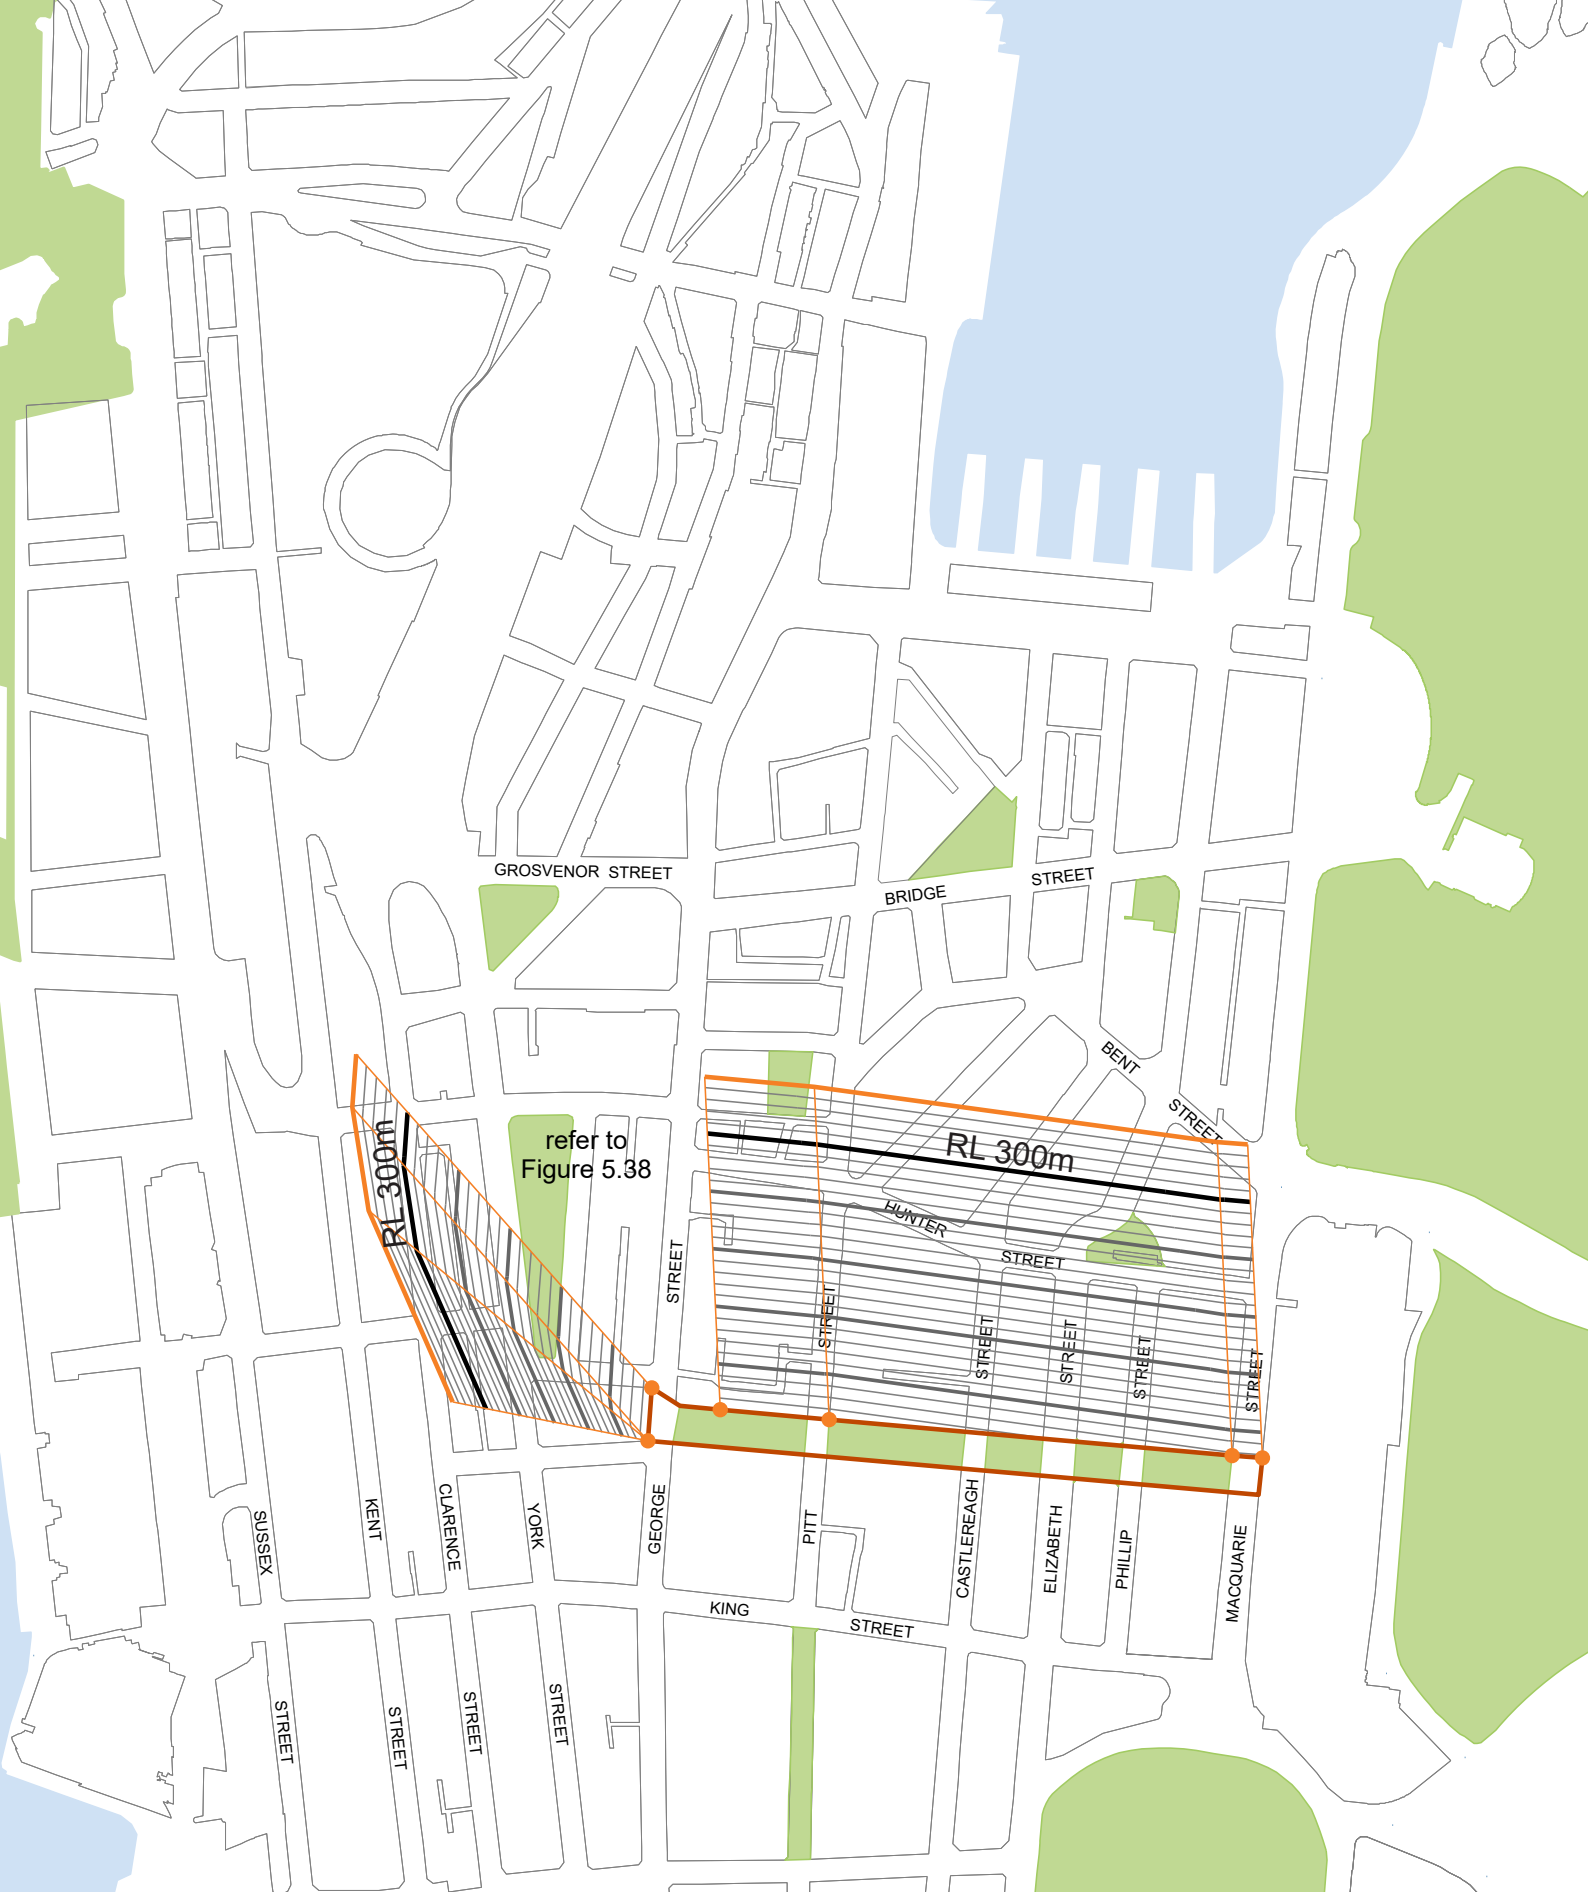 GROSVENOR STREET
BRIDGE
STREET
BENT
STREET
refer to
Figure 5.38
RL 300m
RL 300m
HUNTER
STREET
STREET
STREET
STREET
STREET
STREET
STREET
SUSSEX
KENT
CLARENCE
YORK
GEORGE
PITT
CASTLEREAGH
ELIZABETH
PHILLIP
MACQUARIE
KING
STREET
STREET
STREET
STREET
STREET